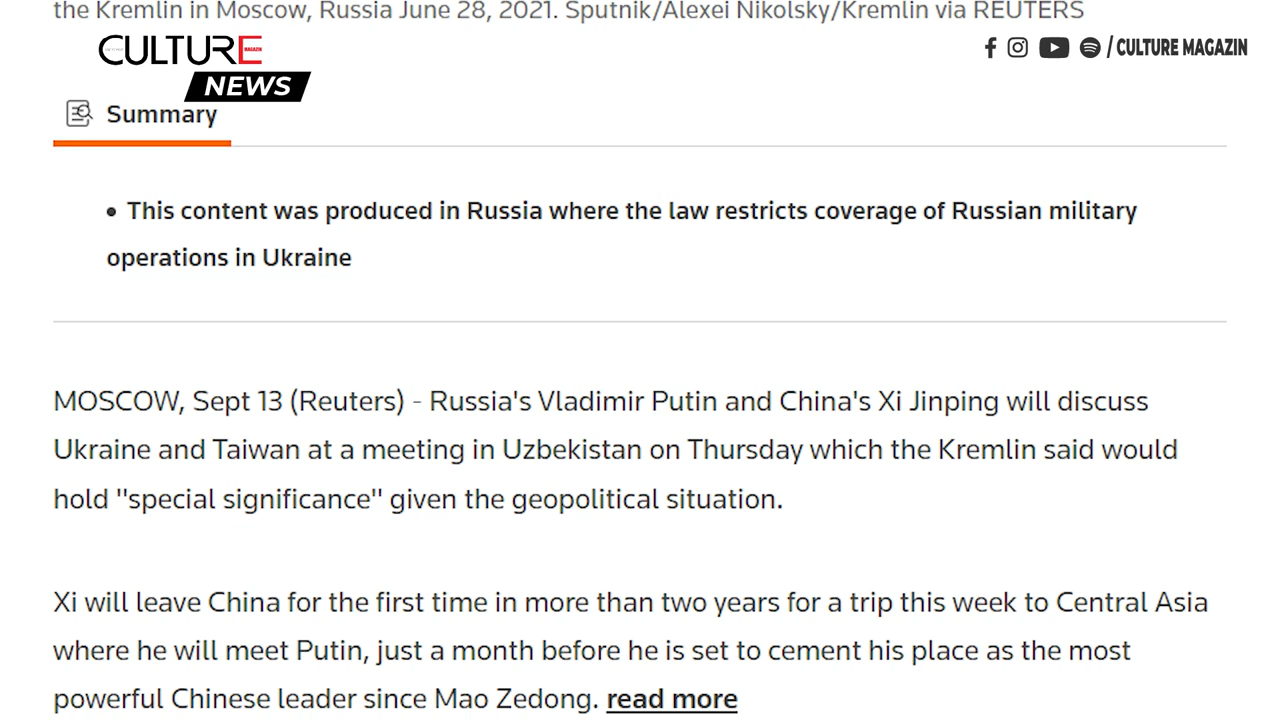 the Kremlin in Moscow, Russia June 28, 2021. Sputnik/Alexei Nikolsky/Kremlin via REUTERS
CULTURE
MAGAZIN
/ CULTURE MAGAZIN
NEWS
Summary
• This content was produced in Russia where the law restricts coverage of Russian military
operations in Ukraine
MOSCOW, Sept 13 (Reuters) - Russia's Vladimir Putin and China's Xi Jinping will discuss
Ukraine and Taiwan at a meeting in Uzbekistan on Thursday which the Kremlin said would
hold "special significance" given the geopolitical situation.
Xi will leave China for the first time in more than two years for a trip this week to Central Asia
where he will meet Putin, just a month before he is set to cement his place as the most
powerful Chinese leader since Mao Zedong. read more